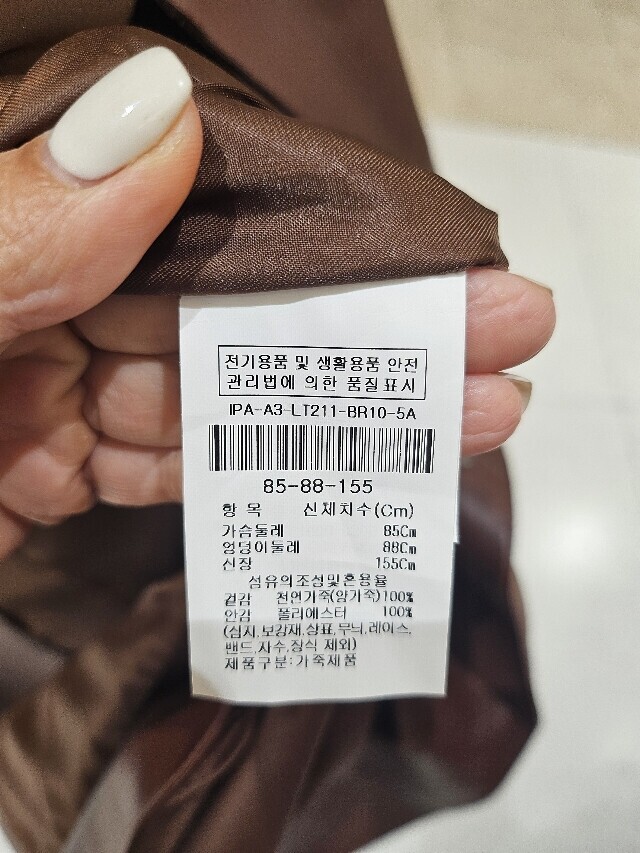 전기용품 및 생활용품 안전
관리법에 의한 품질표시
IPA-A3-LT211-BR10-5A
85-88-155
항 목 신체치수(Cm)
가슴둘레 85Cm
엉덩이둘레 88Cm
신장 155Cm
섬유의조성및혼용율
겉감 천연가죽(양가죽)100%
안감 폴리에스터 100%
(심지,보강재,상표,무늬,레이스,
밴드,자수,장식 제외)
제품구분:가죽제품